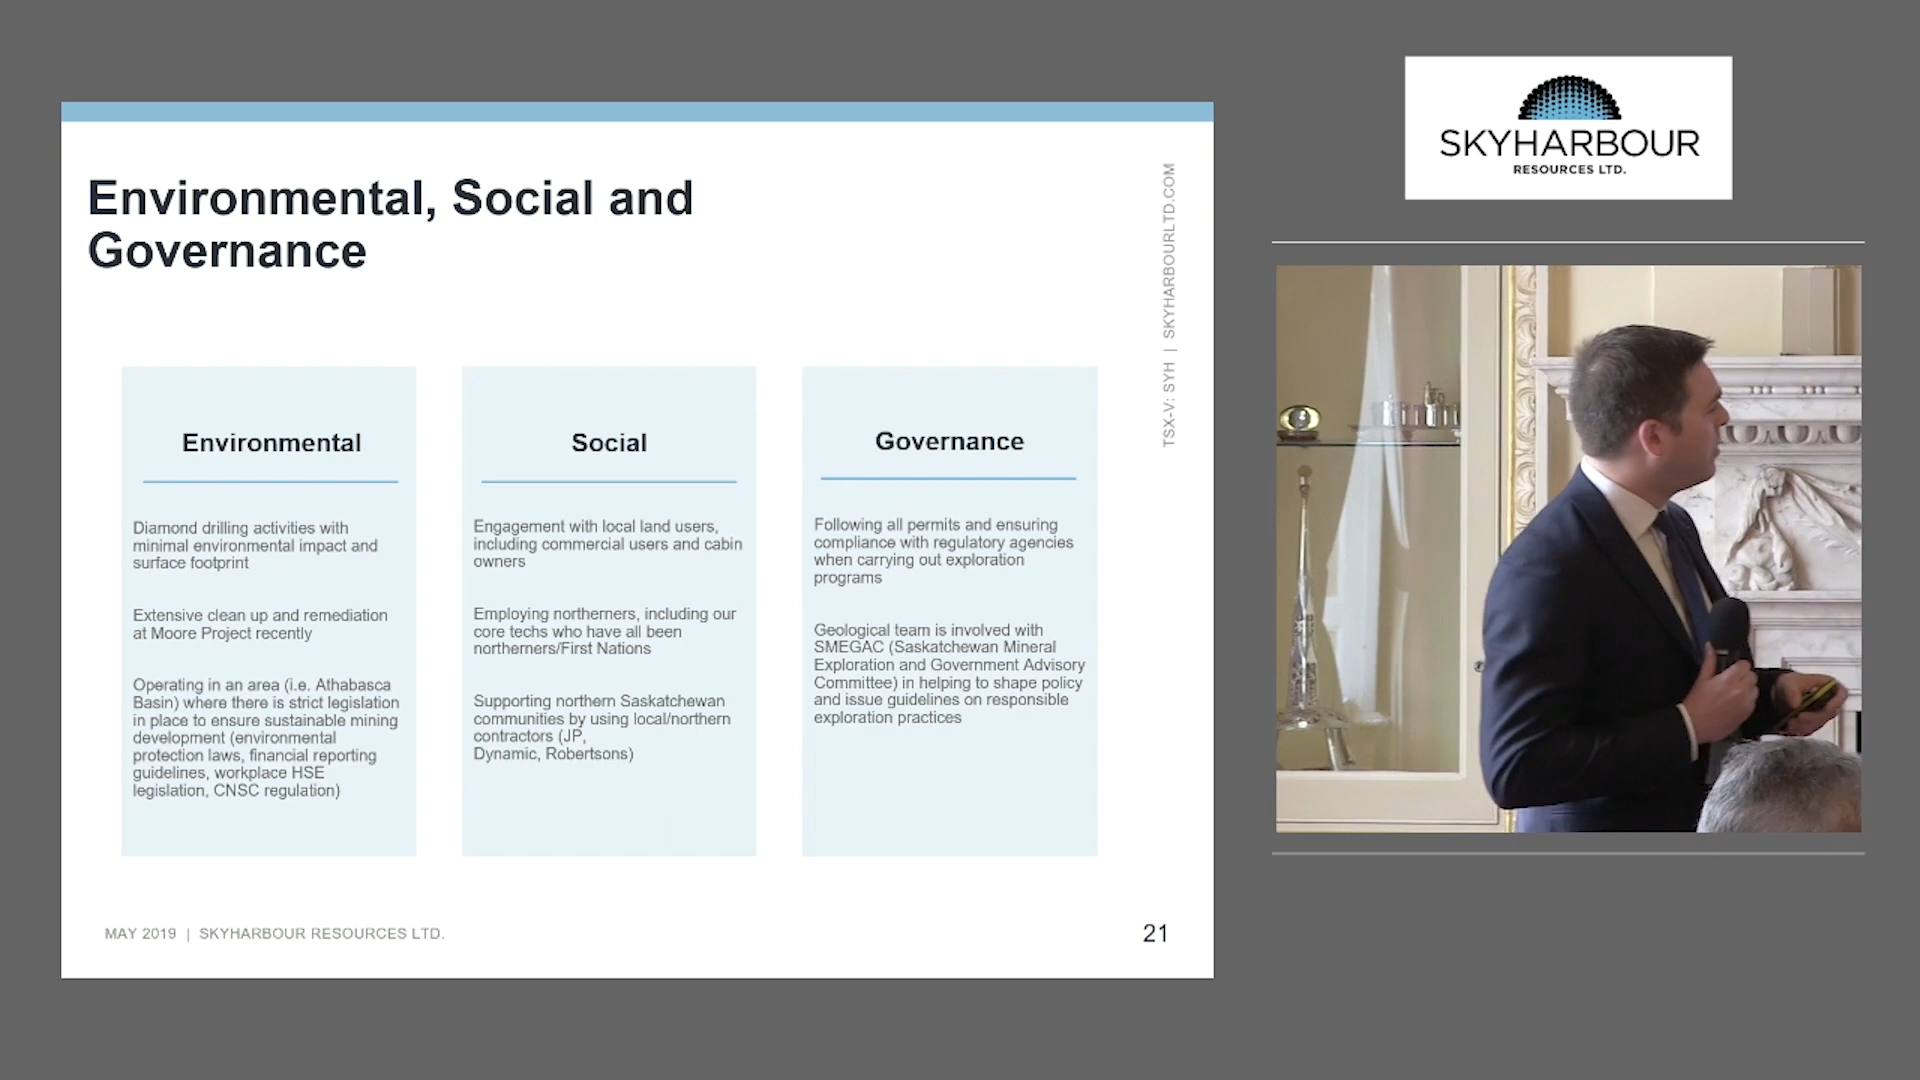 Environmental, Social and
Governance
TSX-V: SYH | SKYHARBOURLTD.COM
Environmental
Diamond drilling activities with
minimal environmental impact and
surface footprint
Extensive clean up and remediation
at Moore Project recently
Operating in an area (i.e. Athabasca
Basin) where there is strict legislation
in place to ensure sustainable mining
development (environmental
protection laws, financial reporting
guidelines, workplace HSE
legislation, CNSC regulation)
Social
Engagement with local land users,
including commercial users and cabin
owners
Employing northerners, including our
core techs who have all been
northerners/First Nations
Supporting northern Saskatchewan
communities by using local/northern
contractors (JP,
Dynamic, Robertsons)
Governance
Following all permits and ensuring
compliance with regulatory agencies
when carrying out exploration
programs
Geological team is involved with
SMEGAC (Saskatchewan Mineral
Exploration and Government Advisory
Committee) in helping to shape policy
and issue guidelines on responsible
exploration practices
MAY 2019 | SKYHARBOUR RESOURCES LTD.
21
SKYHARBOUR
RESOURCES LTD.